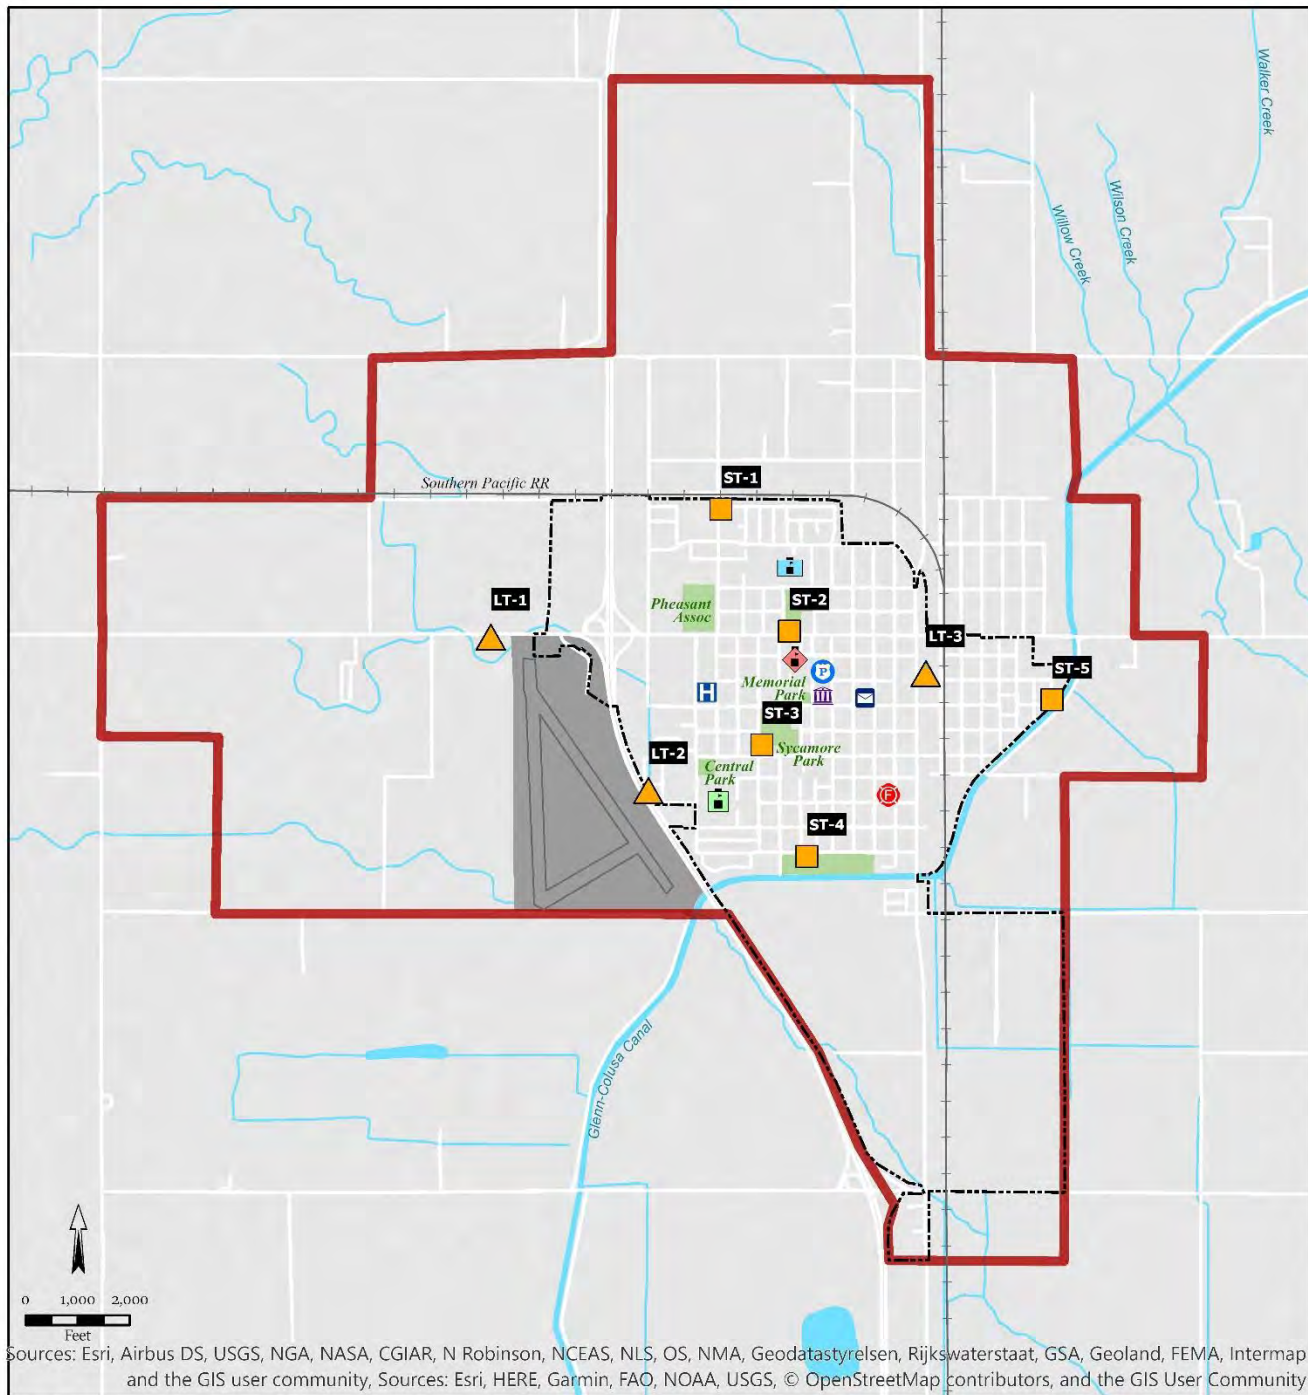 Walker Creek
Wilson Creek
Willow Creek
Southern Pacific RR
ST-1
LT-1
Pheasant
Assoc
ST-2
LT-3
ST-5
P
H
Memorial
Park
ST-3
Sycamore
Park
LT-2
Central
Park
F
ST-4
Glenn-Colusa Canal
0 1,000 2,000
Feet
Sources: Esri, Airbus DS, USGS, NGA, NASA, CGIAR, N Robinson, NCEAS, NLS, OS, NMA, Geodatastyrelsen, Rijkswaterstaat, GSA, Geoland, FEMA, Intermap
and the GIS user community, Sources: Esri, HERE, Garmin, FAO, NOAA, USGS, © OpenStreetMap contributors, and the GIS User Community